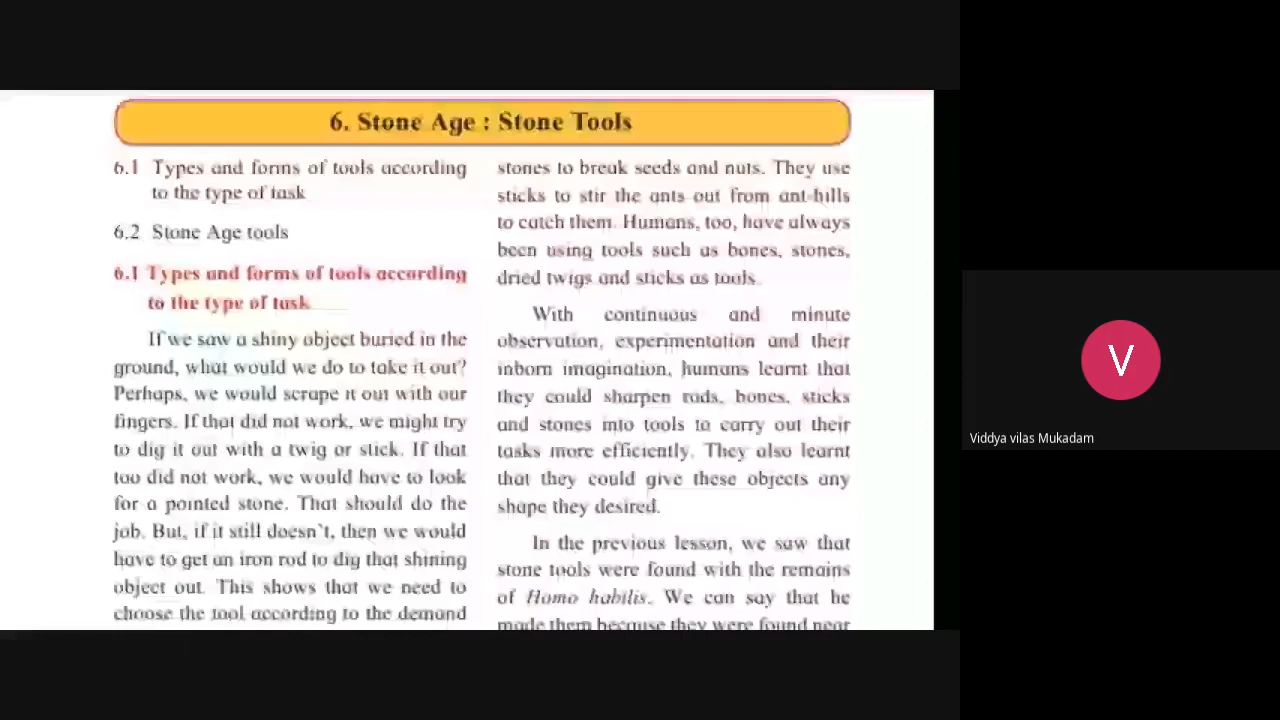 6. Stone Age : Stone Tools
6.1 Types and forms of tools according
to the type of task
6.2 Stone Age tools
6.1 Types and forms of tools according
to the type of task
If we saw a shiny object buried in the
ground, what would we do to take it out?
Perhaps, we would scrape it out with our
fingers. If that did not work, we might try
to dig it out with a twig or stick. If that
too did not work, we would have to look
for a pointed stone. That should do the
job. But, if it still doesn't, then we would
have to get an iron rod to dig that shining
object out. This shows that we need to
choose the tool according to the demand
stones to break seeds and nuts. They use
sticks to stir the ants out from ant-hills
to catch them. Humans, too, have always
been using tools such as bones, stones,
dried twigs and sticks as tools.
With continuous and minute
observation, experimentation and their
inborn imagination, humans learnt that
they could sharpen rods, bones, sticks
and stones into tools to carry out their
tasks more efficiently. They also learnt
that they could give these objects any
shape they desired.
In the previous lesson, we saw that
stone tools were found with the remains
of Homo habilis. We can say that he
made them because they were found near
V
Viddya vilas Mukadam